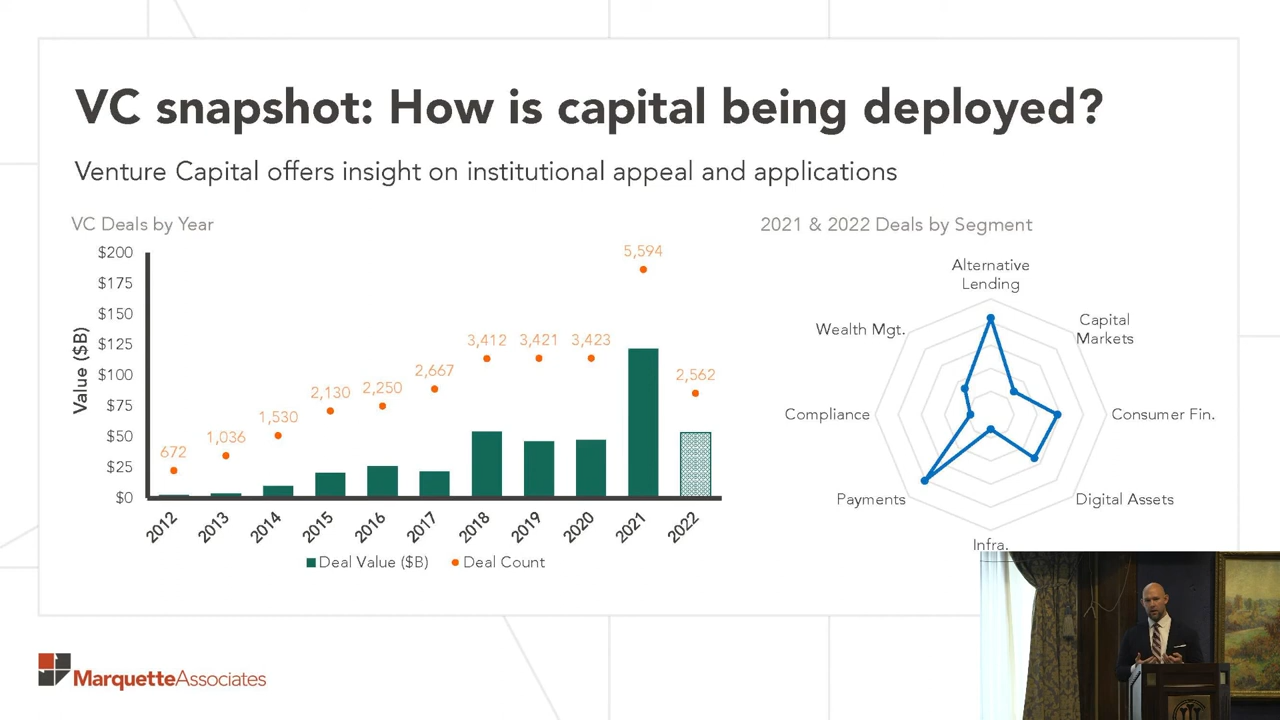 VC snapshot: How is capital being deployed?
Venture Capital offers insight on institutional appeal and applications
VC Deals by Year
$200
$175
$150
$125
$100
$75
$50
$25
$0
Value ($B)
672
1,036
1,530
2,130
2,250
2,667
3,412
3,421
3,423
5,594
2,562
2012
2013
2014
2015
2016
2017
2018
2019
2020
2021
2022
Deal Value ($B)
Deal Count
2021 & 2022 Deals by Segment
Alternative
Lending
Capital
Markets
Consumer Fin.
Digital Assets
Infra.
Payments
Compliance
Wealth Mgt.
MarquetteAssociates